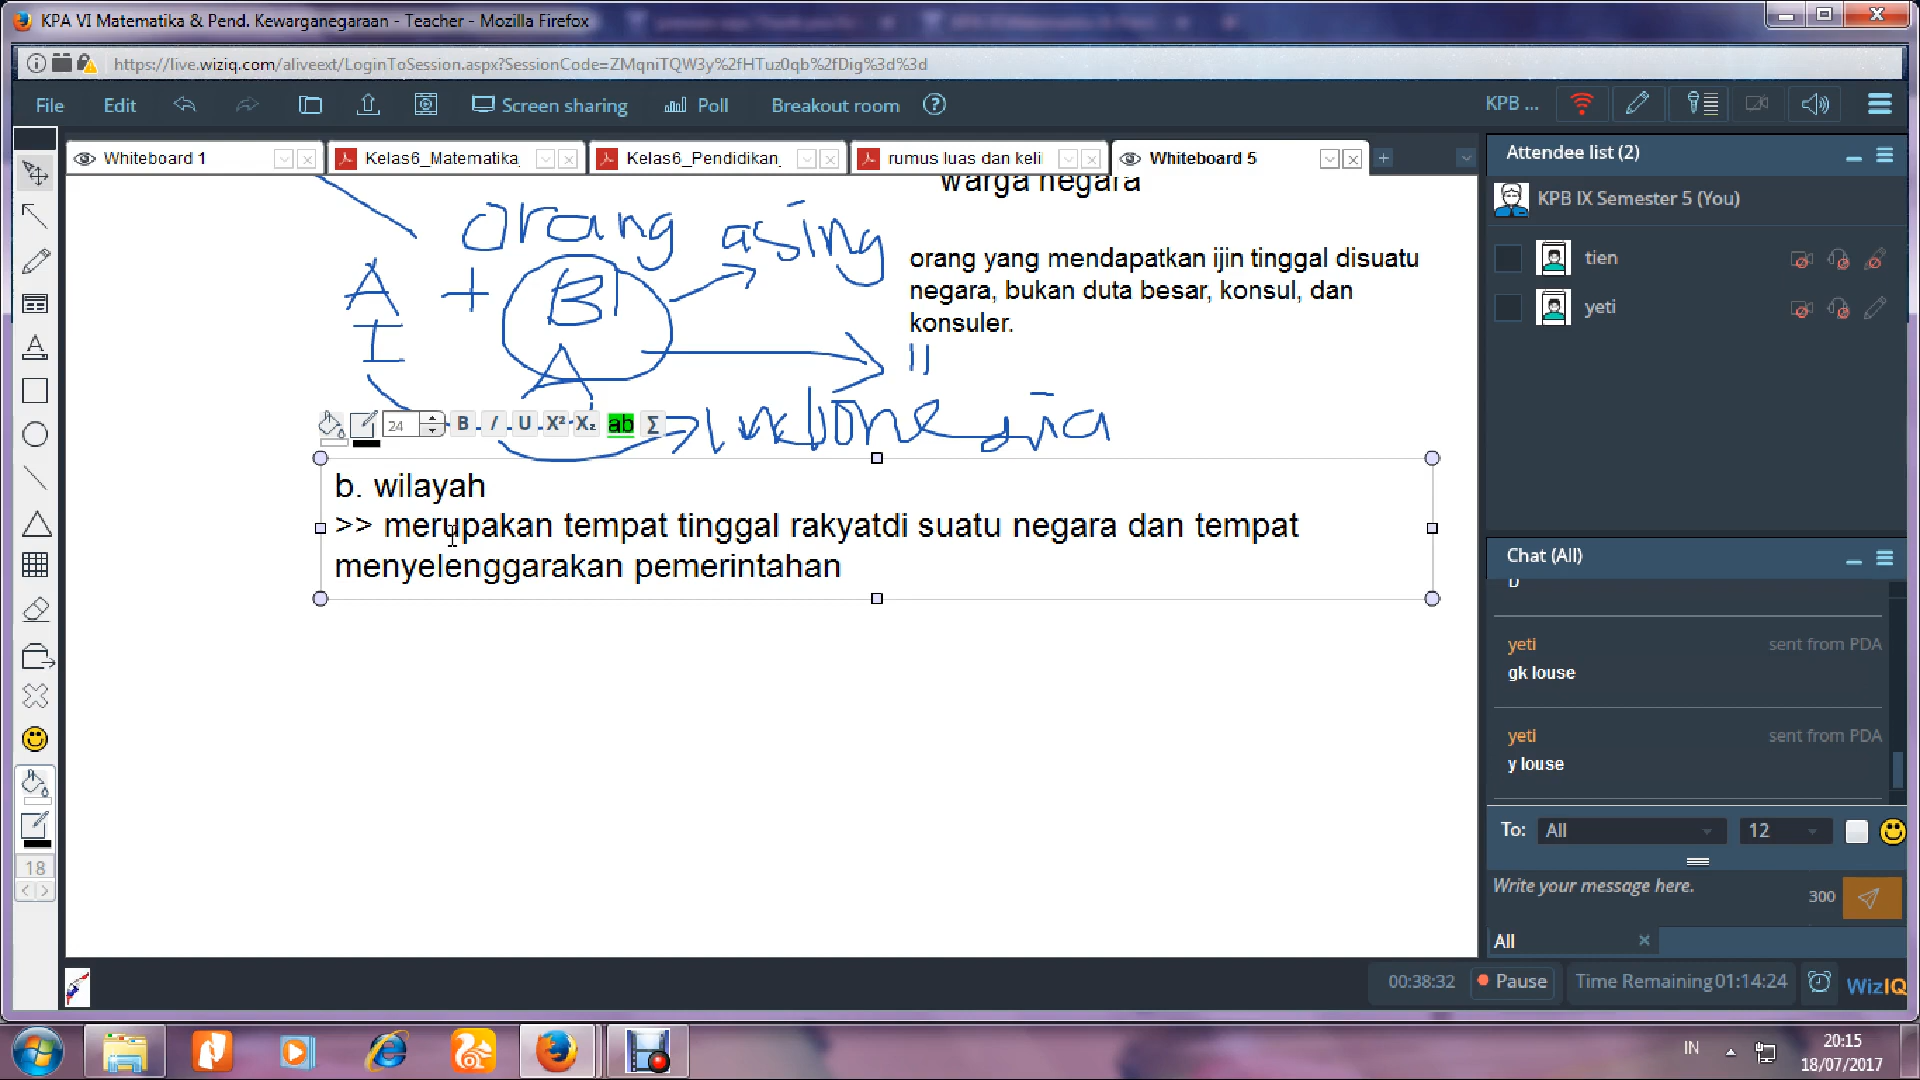 KPA VI Matematika & Pend. Kewarganegaraan - Teacher - Mozilla Firefox
https://live.wiziq.com/aliveext/LoginToSession.aspx?SessionCode=ZMqniTQW3y%2fHTuz0qb%2fDig%3d%3d
File Edit Screen sharing Poll Breakout room KPB ...
Whiteboard 1 Kelas6_Matematika_ Kelas6_Pendidikan_ rumus luas dan keli Whiteboard 5
Attendee list (2)
KPB IX Semester 5 (You)
tien
yeti
warga negara
orang asing
A + B
I A
orang yang mendapatkan ijin tinggal disuatu
negara, bukan duta besar, konsul, dan
konsuler.
24 B I U X² X₂ ab Σ
b. wilayah
>> merupakan tempat tinggal rakyatdi suatu negara dan tempat
menyelenggarakan pemerintahan
18
Chat (All)
yeti sent from PDA
gk louse
yeti sent from PDA
y louse
To: All 12
Write your message here. 300
All
00:38:32 Pause Time Remaining 01:14:24 WizIQ
IN 20:15
18/07/2017